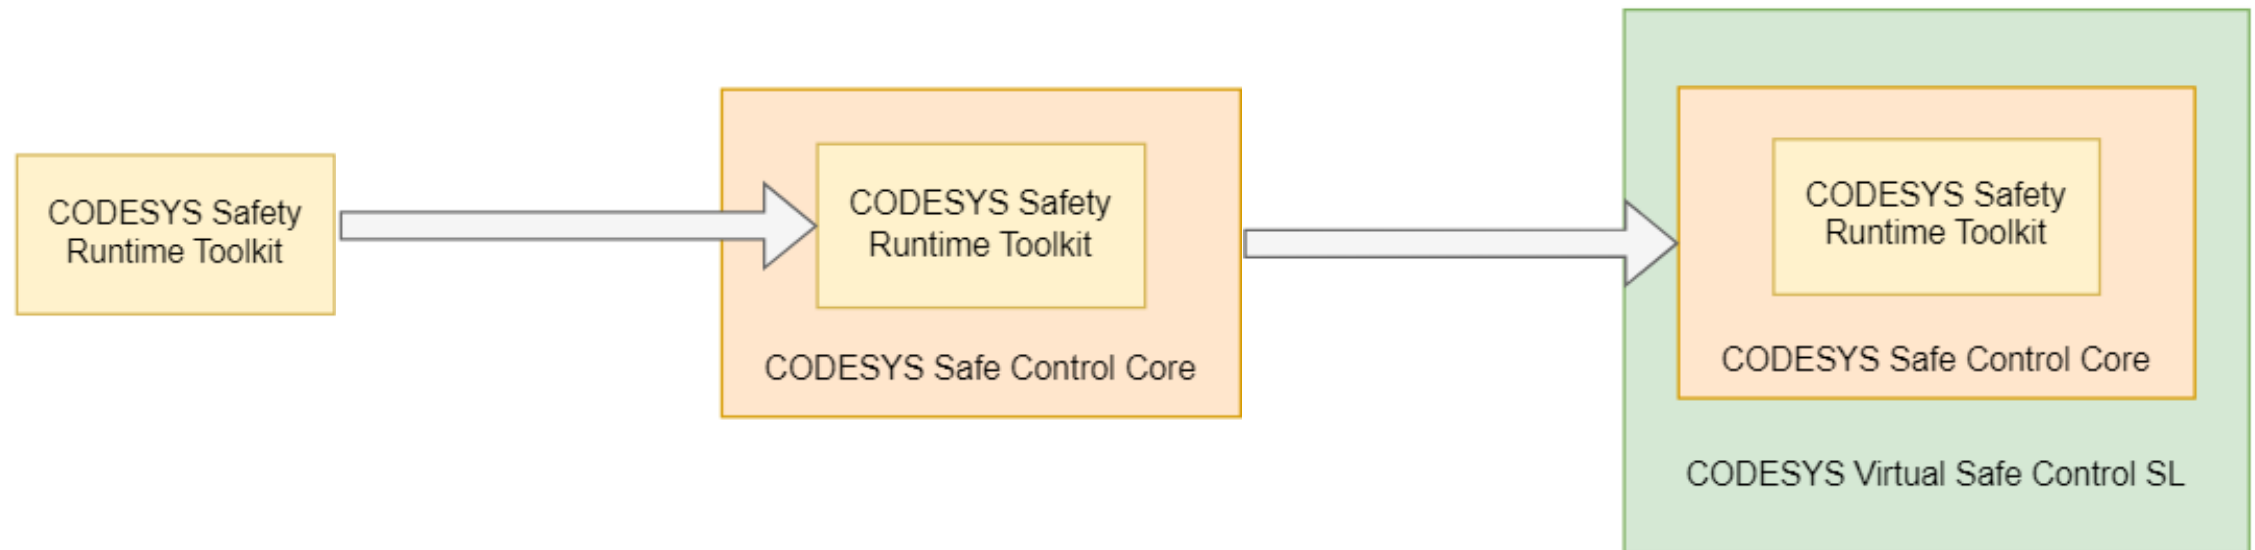 CODESYS Safety
Runtime Toolkit
CODESYS Safety
Runtime Toolkit
CODESYS Safe Control Core
CODESYS Safety
Runtime Toolkit
CODESYS Safe Control Core
CODESYS Virtual Safe Control SL